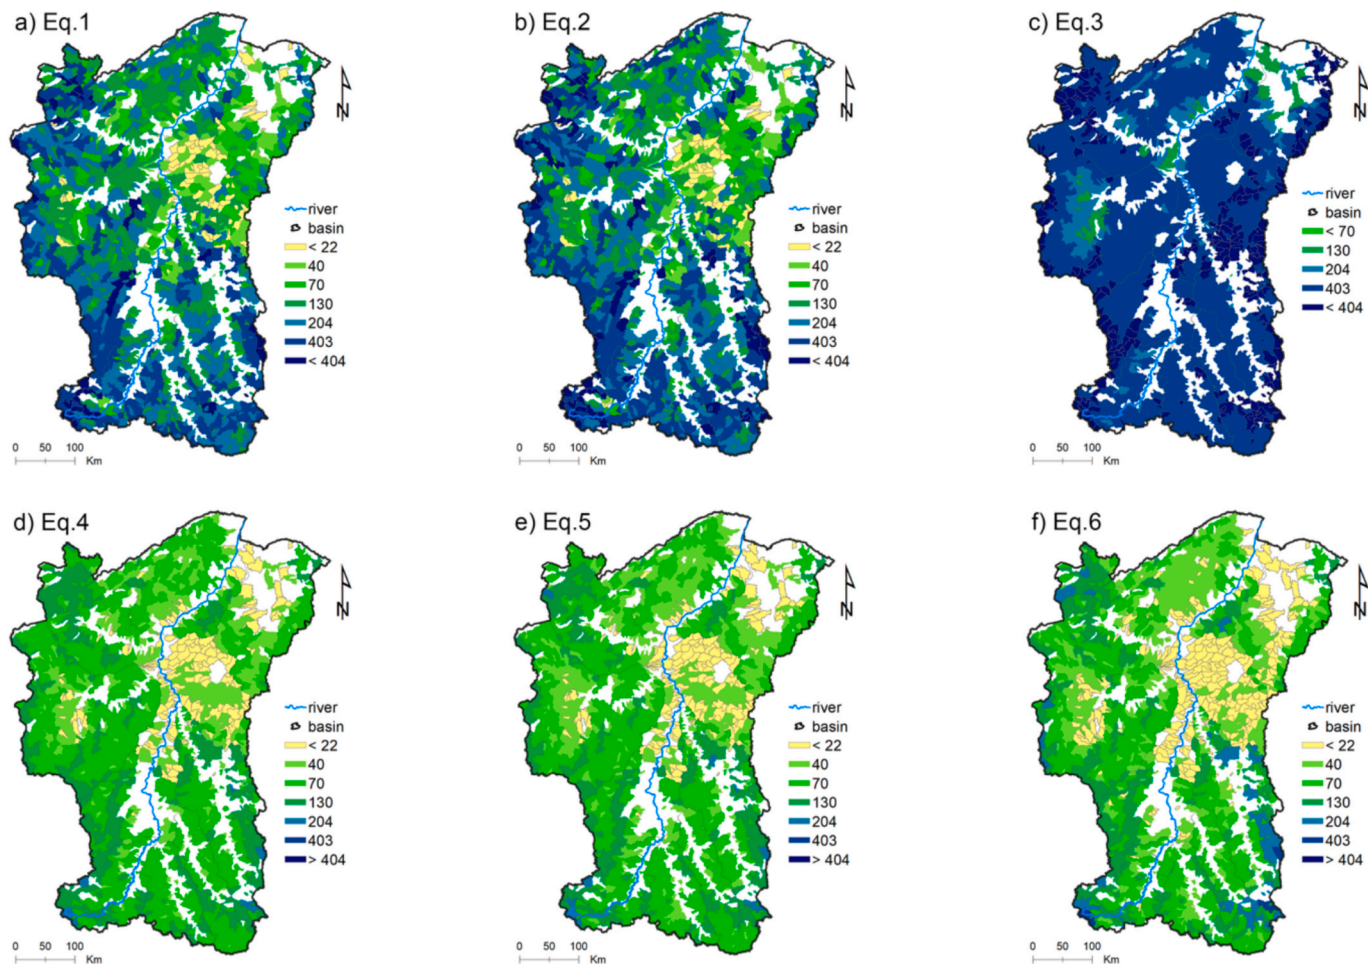 a) Eq.1
N
river
basin
< 22
40
70
130
204
403
< 404
0 50 100
Km
b) Eq.2
N
river
basin
< 22
40
70
130
204
403
< 404
0 50 100
Km
c) Eq.3
N
river
basin
< 70
130
204
403
< 404
0 50 100
Km
d) Eq.4
N
river
basin
< 22
40
70
130
204
403
> 404
0 50 100
Km
e) Eq.5
N
river
basin
< 22
40
70
130
204
403
> 404
0 50 100
Km
f) Eq.6
N
river
basin
< 22
40
70
130
204
403
> 404
0 50 100
Km